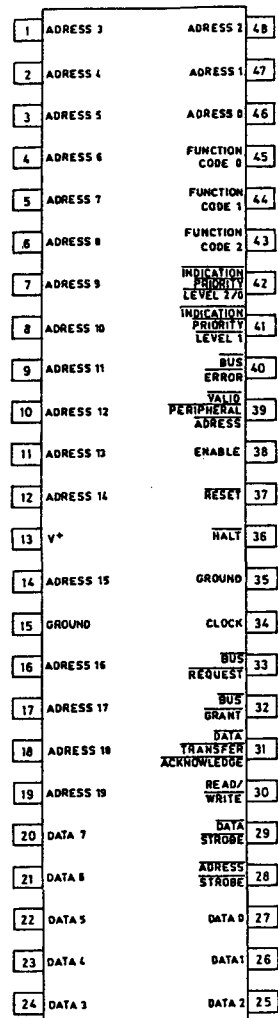 1 ADRESS 3 ADRESS 2 48
2 ADRESS 4 ADRESS 1 47
3 ADRESS 5 ADRESS 0 46
4 ADRESS 6 FUNCTION CODE 0 45
5 ADRESS 7 FUNCTION CODE 1 44
6 ADRESS 8 FUNCTION CODE 2 43
7 ADRESS 9 INDICATION PRIORITY LEVEL 2/0 42
8 ADRESS 10 INDICATION PRIORITY LEVEL 1 41
9 ADRESS 11 BUS ERROR 40
10 ADRESS 12 VALID PERIPHERAL ADRESS 39
11 ADRESS 13 ENABLE 38
12 ADRESS 14 RESET 37
13 V+ HALT 36
14 ADRESS 15 GROUND 35
15 GROUND CLOCK 34
16 ADRESS 16 BUS REQUEST 33
17 ADRESS 17 BUS GRANT 32
18 ADRESS 18 DATA TRANSFER ACKNOWLEDGE 31
19 ADRESS 19 READ/WRITE 30
20 DATA 7 DATA STROBE 29
21 DATA 6 ADRESS STROBE 28
22 DATA 5 DATA 0 27
23 DATA 4 DATA 1 26
24 DATA 3 DATA 2 25